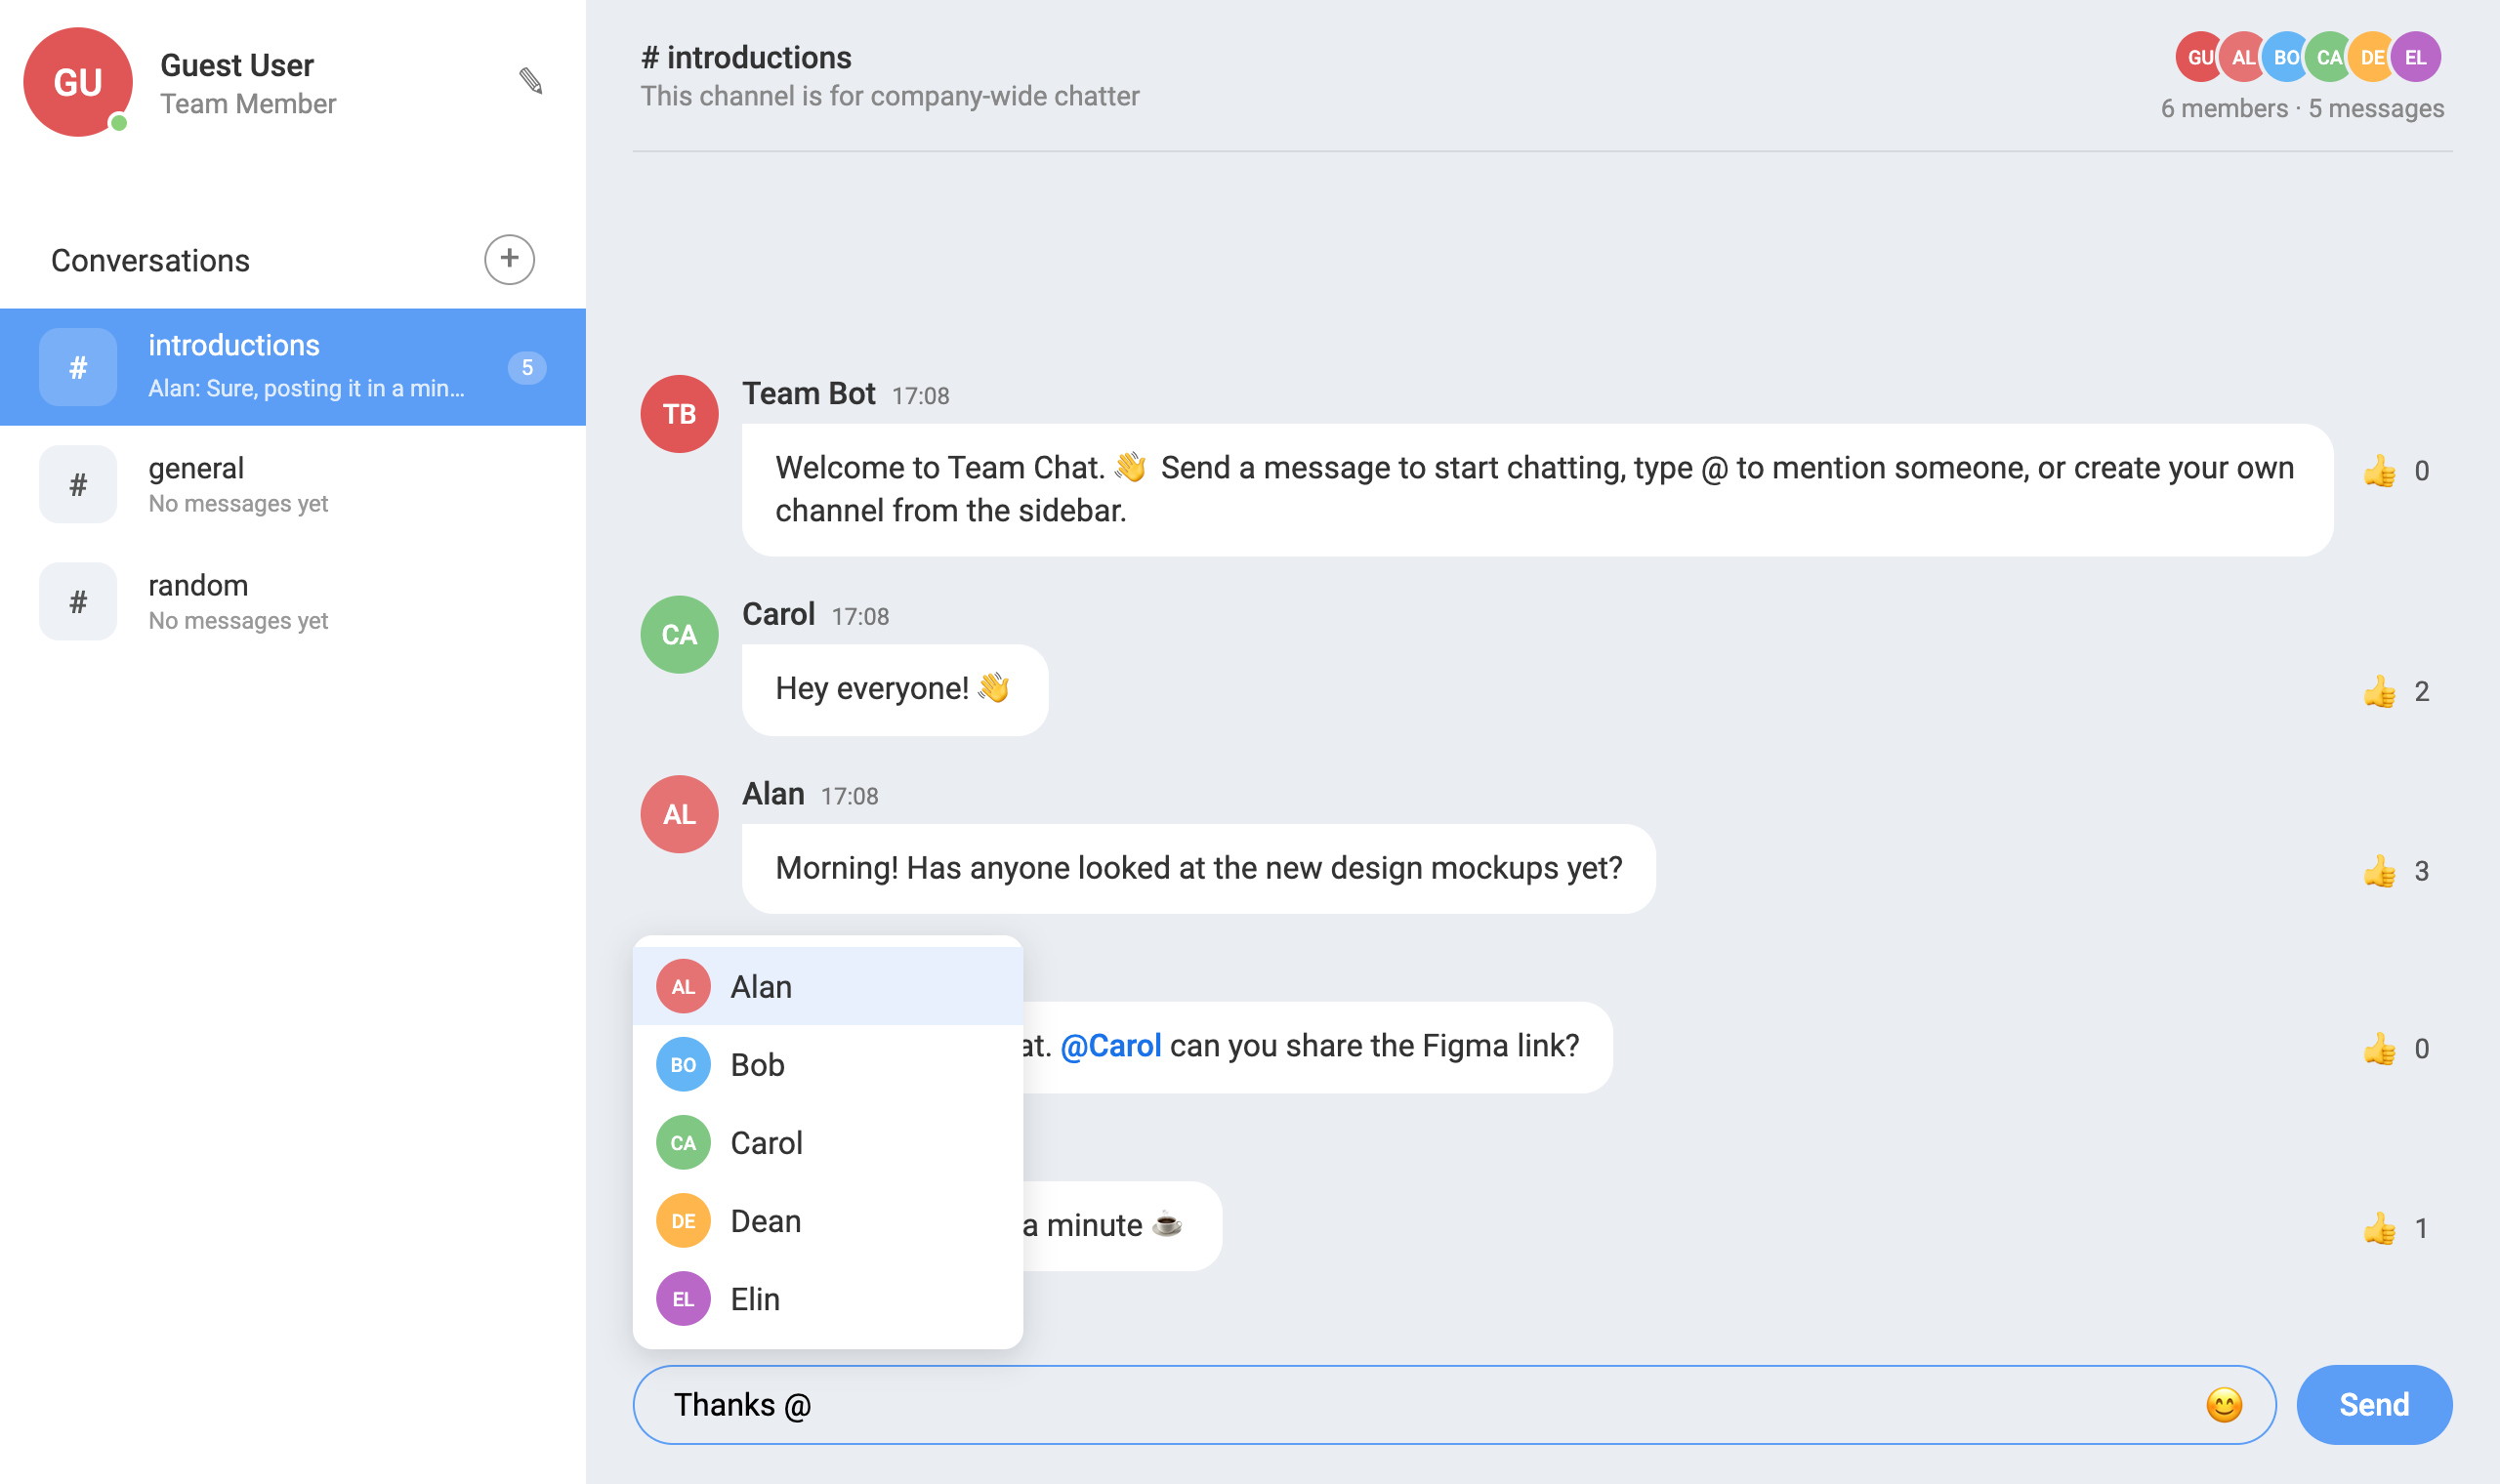 GU
Guest User
Team Member
Conversations
+
#
introductions
Alan: Sure, posting it in a min...
5
#
general
No messages yet
#
random
No messages yet
# introductions
This channel is for company-wide chatter
GU AL BO CA DE EL
6 members · 5 messages
TB
Team Bot 17:08
Welcome to Team Chat. 👋 Send a message to start chatting, type @ to mention someone, or create your own
channel from the sidebar.
👍 0
CA
Carol 17:08
Hey everyone! 👋
👍 2
AL
Alan 17:08
Morning! Has anyone looked at the new design mockups yet?
👍 3
@Carol can you share the Figma link?
👍 0
a minute ☕
👍 1
AL Alan
BO Bob
CA Carol
DE Dean
EL Elin
Thanks @
😊
Send